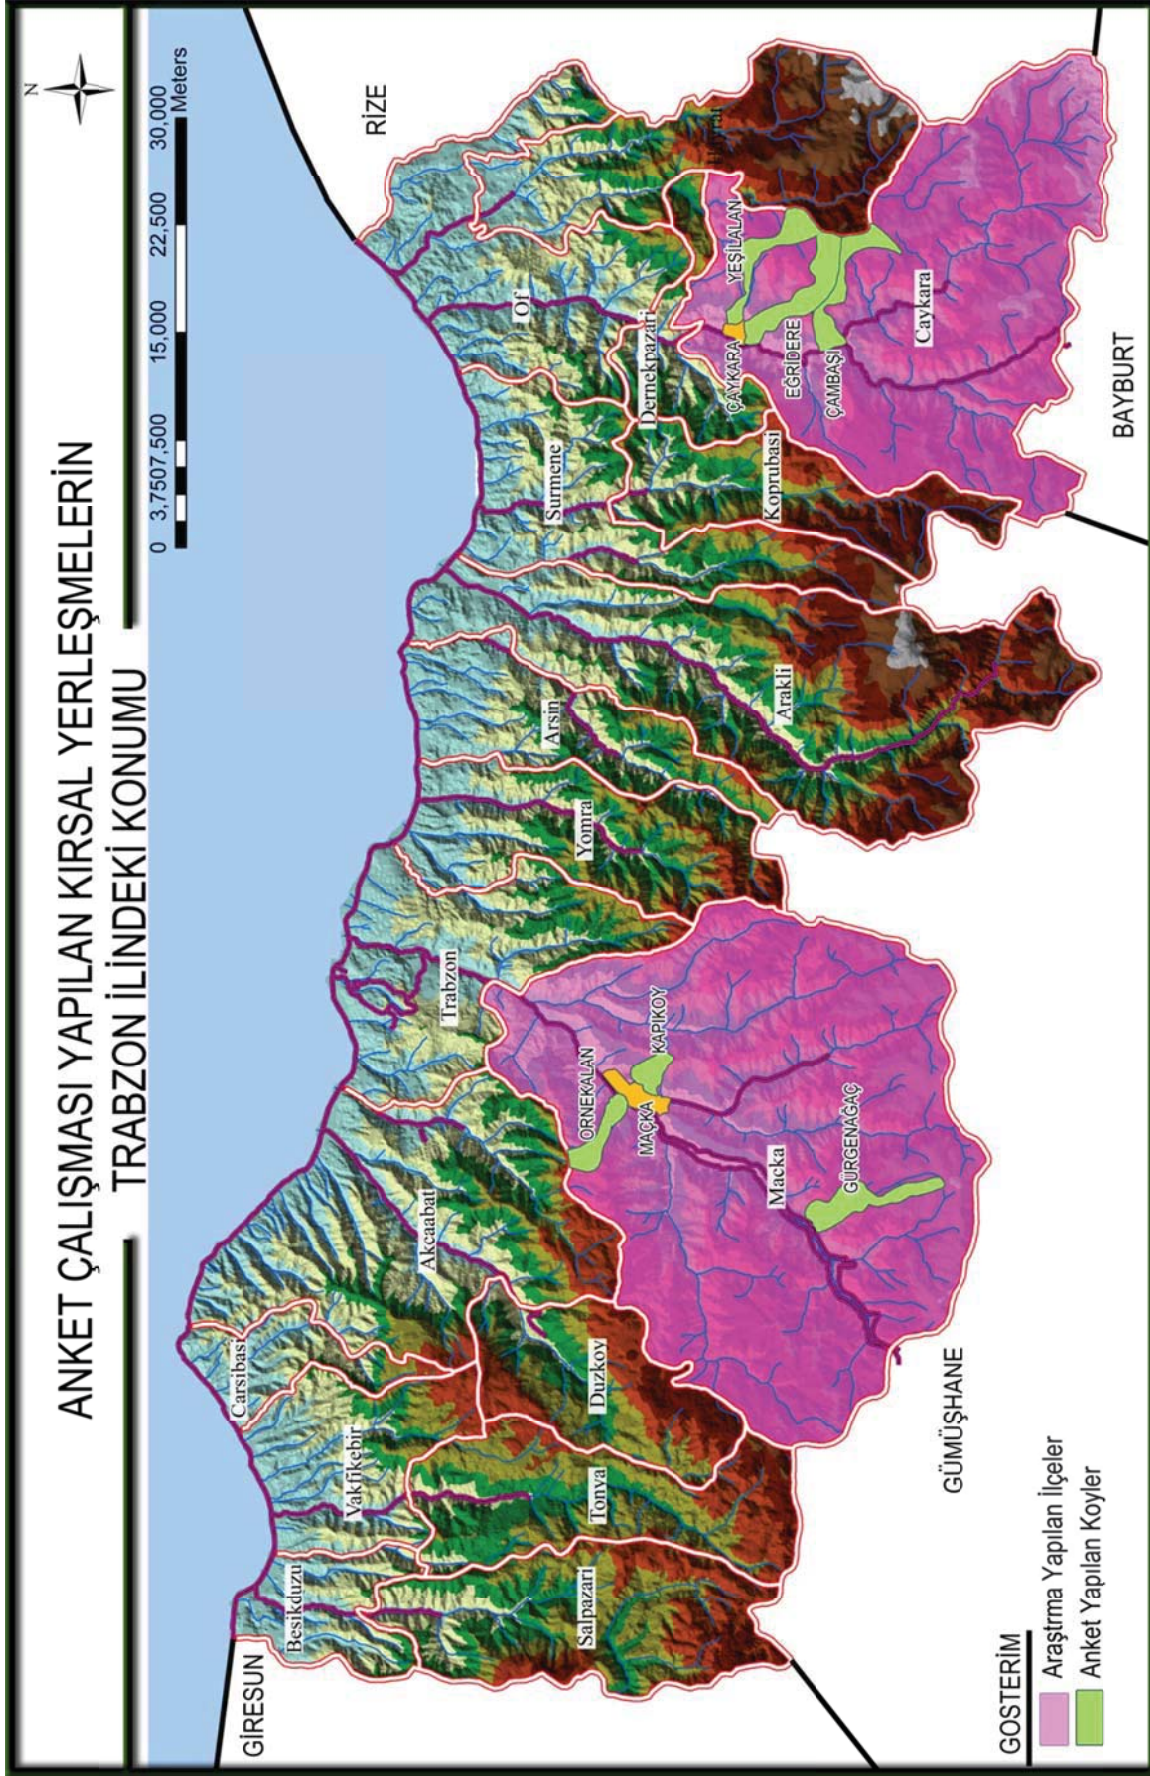 ANKET ÇALIŞMASI YAPILAN KIRSAL YERLEŞMELERİN
TRABZON İLİNDEKİ KONUMU
N
0 3,7507,500 15,000 22,500 30,000
Meters
GİRESUN
RİZE
Besikduzu
Carsibasi
Vakfikebir
Akcaabat
Trabzon
Arsin
Yomra
Surmene
Of
Dernekpazari
Salpazari
Tonya
Duzkoy
ORNEKALAN
KAPIKOY
MAÇKA
Macka
GÜRGENAĞAÇ
Arakli
Koprubasi
YEŞİLALAN
ÇAYKARA
EĞRİDERE
ÇAMBAŞI
Caykara
GÜMÜŞHANE
BAYBURT
GOSTERİM
Araştrma Yapılan İlçeler
Anket Yapılan Koyler